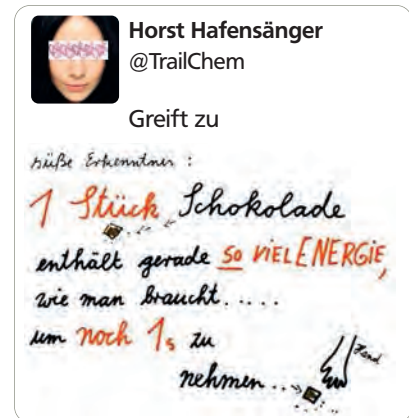 Horst Hafensänger
@TrailChem
Greift zu
süße Erkenntnis :
1 Stück Schokolade
enthält gerade so viel ENERGIE,
wie man braucht.....
um noch 1s zu
nehmen...
Hand